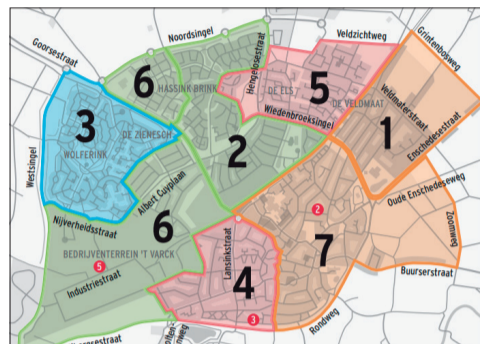 Goorsestraat
Noordsingel
Veldzichtweg
Grintenbosweg
6
HASSINK BRINK
Hengelosestraat
DE ELS
5
DE VELDMAAT
Veldmaterstraat
Enschedesestraat
1
3
DE ZIENESCH
WOLFERINK
Westsingel
2
Wiedenbroeksingel
Albert Cuyplaan
Oude Enschedeseweg
Nijverheidsstraat
6
2
Zoomweg
BEDRIJVENTERREIN 'T VARCK
5
Industriestraat
Lansinkstraat
4
7
Buurserstraat
3
Rondweg